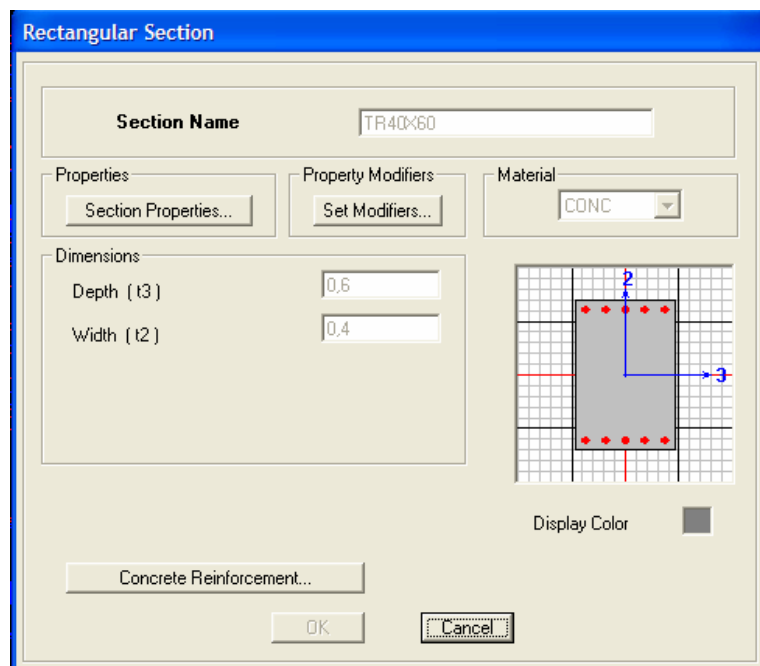 Rectangular Section
Section Name TR40X60
Properties Property Modifiers Material
Section Properties... Set Modifiers... CONC
Dimensions
Depth ( t3 ) 0,6
Width ( t2 ) 0,4
2
3
Display Color
Concrete Reinforcement...
OK Cancel